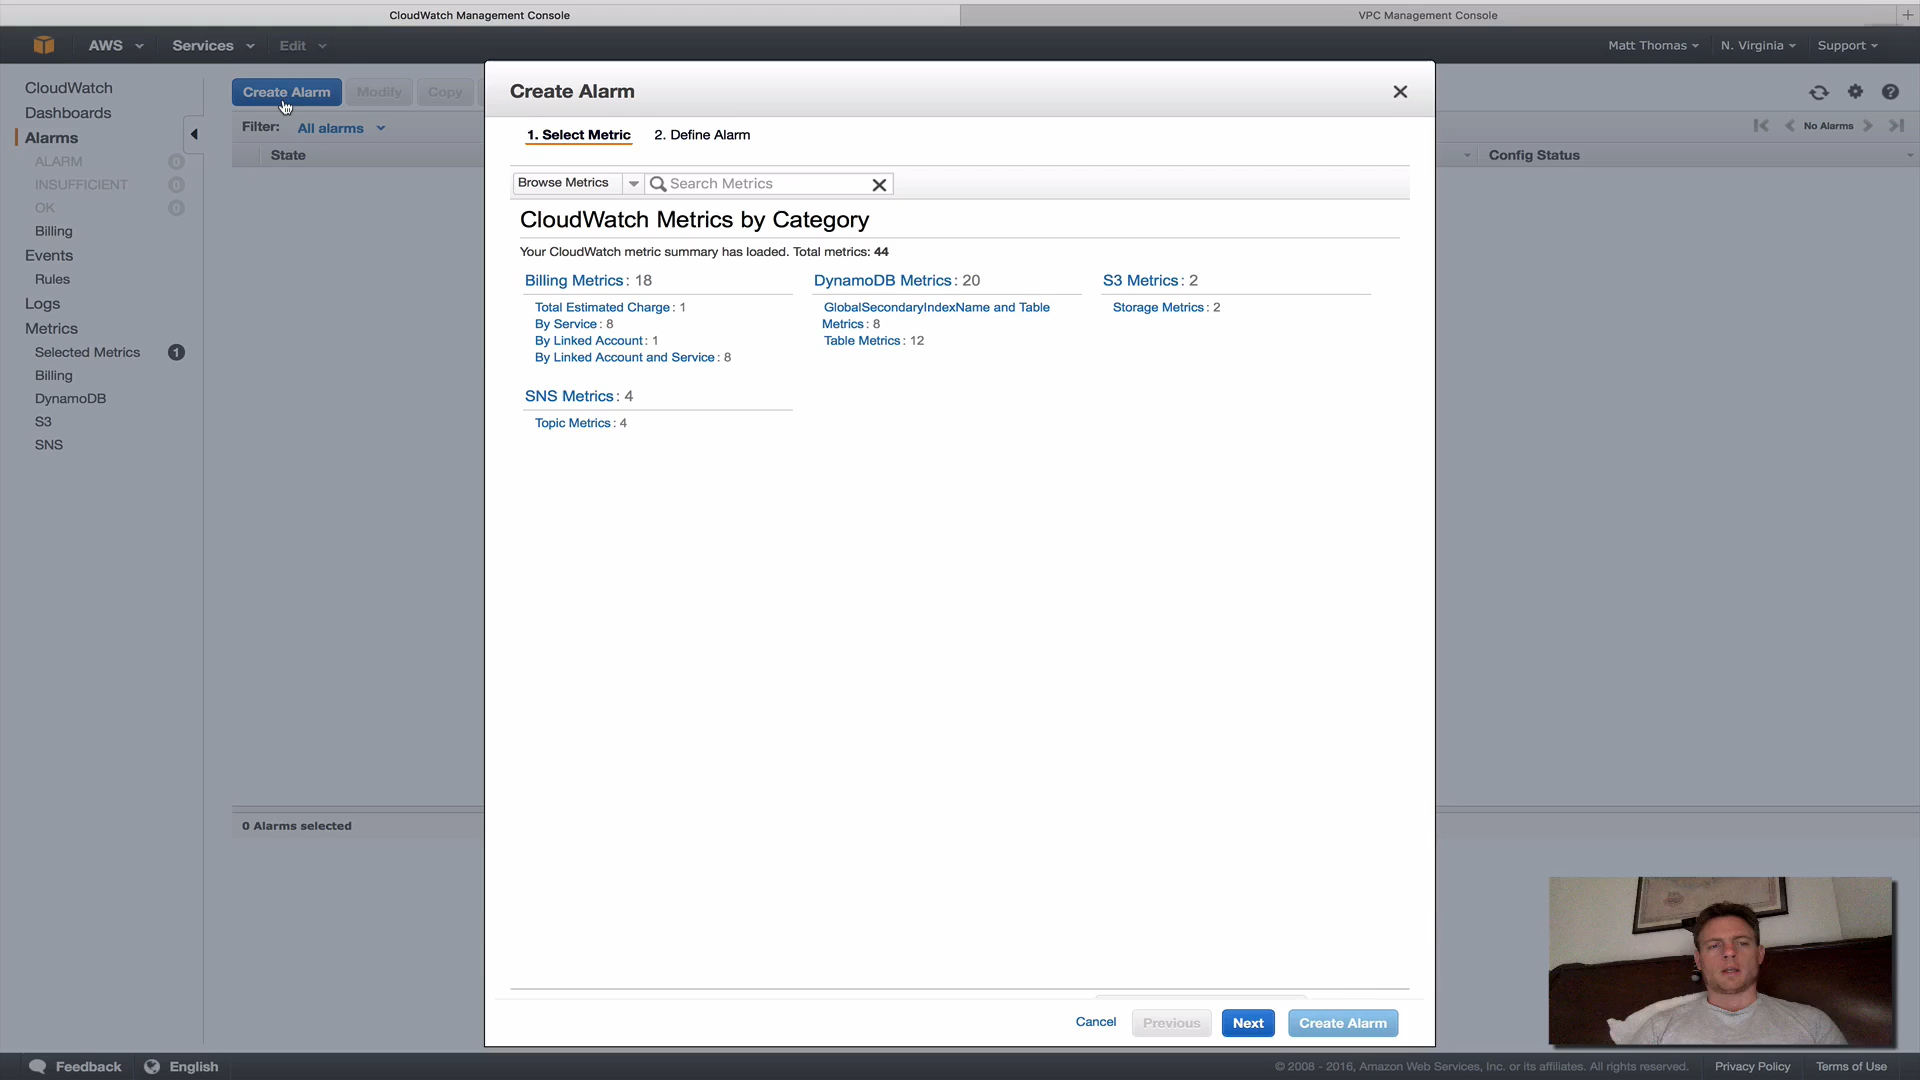 CloudWatch Management Console
VPC Management Console
AWS Services Edit
Matt Thomas N. Virginia Support
CloudWatch
Dashboards
Alarms
ALARM 0
INSUFFICIENT 0
OK 0
Billing
Events
Rules
Logs
Metrics
Selected Metrics 1
Billing
DynamoDB
S3
SNS
Create Alarm Modify Copy
Filter: All alarms
State
No Alarms
Config Status
0 Alarms selected
Create Alarm
1. Select Metric 2. Define Alarm
Browse Metrics Search Metrics
CloudWatch Metrics by Category
Your CloudWatch metric summary has loaded. Total metrics: 44
Billing Metrics : 18
Total Estimated Charge : 1
By Service : 8
By Linked Account : 1
By Linked Account and Service : 8
DynamoDB Metrics : 20
GlobalSecondaryIndexName and Table
Metrics : 8
Table Metrics : 12
S3 Metrics : 2
Storage Metrics : 2
SNS Metrics : 4
Topic Metrics : 4
Cancel Previous Next Create Alarm
Feedback English
© 2008 - 2016, Amazon Web Services, Inc. or its affiliates. All rights reserved. Privacy Policy Terms of Use